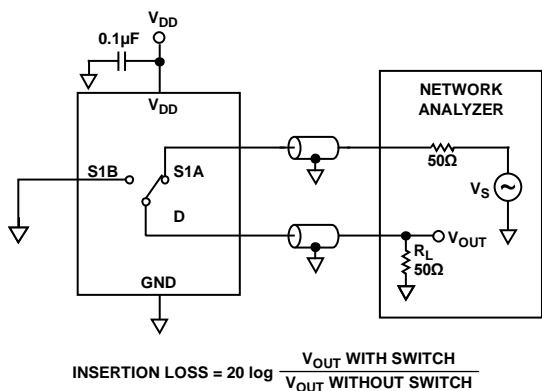 VDD
0.1µF
VDD
NETWORK
ANALYZER
50Ω
S1B
S1A
VS
D
VOUT
RL
50Ω
GND
INSERTION LOSS = 20 log VOUT WITH SWITCH
VOUT WITHOUT SWITCH